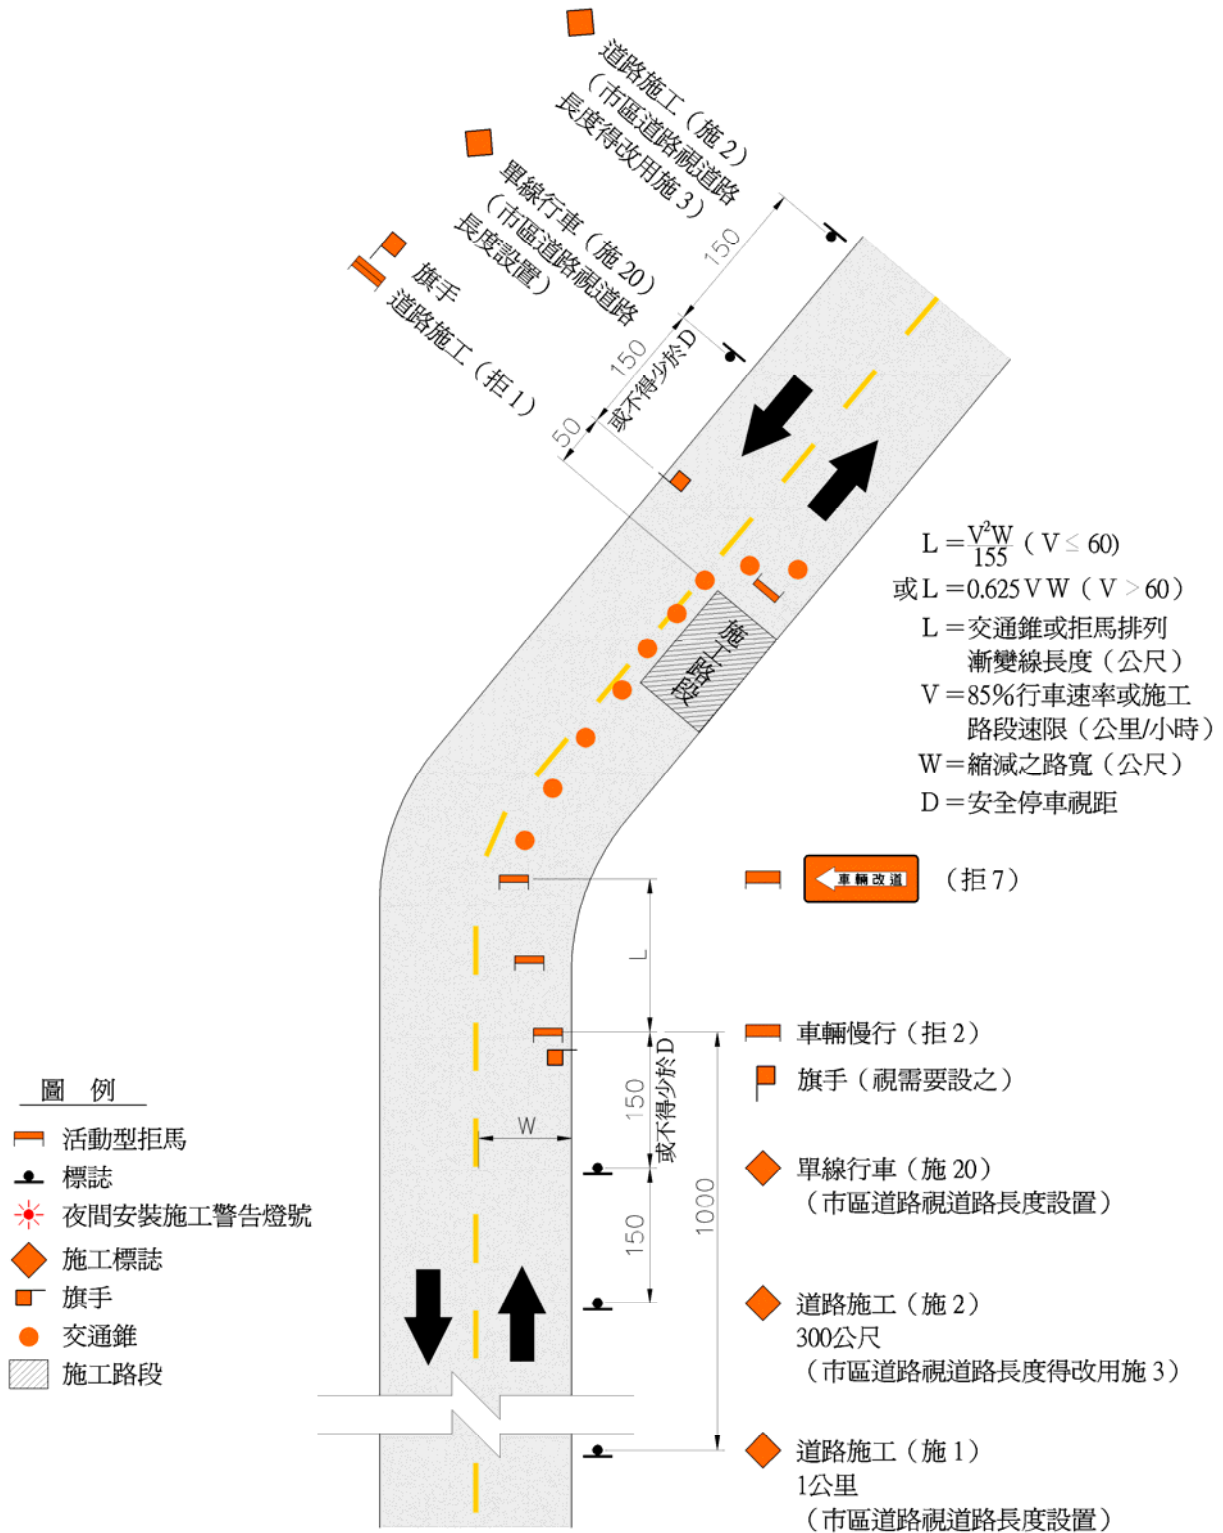 道路施工（施2）
（市區道路視道路
長度得改用施3）
單線行車（施20）
（市區道路視道路
長度設置）
旗手
道路施工（拒1）
150
150
或不得少於D
50
施工路段
L＝V²W/155（V≤60）
或L＝0.625VW（V>60）
L＝交通錐或拒馬排列
漸變線長度（公尺）
V＝85%行車速率或施工
路段速限（公里/小時）
W＝縮減之路寬（公尺）
D＝安全停車視距
車輛改道
（拒7）
L
車輛慢行（拒2）
旗手（視需要設之）
150
或不得少於D
W
單線行車（施20）
（市區道路視道路長度設置）
150
1000
道路施工（施2）
300公尺
（市區道路視道路長度得改用施3）
道路施工（施1）
1公里
（市區道路視道路長度設置）
圖 例
活動型拒馬
標誌
夜間安裝施工警告燈號
施工標誌
旗手
交通錐
施工路段